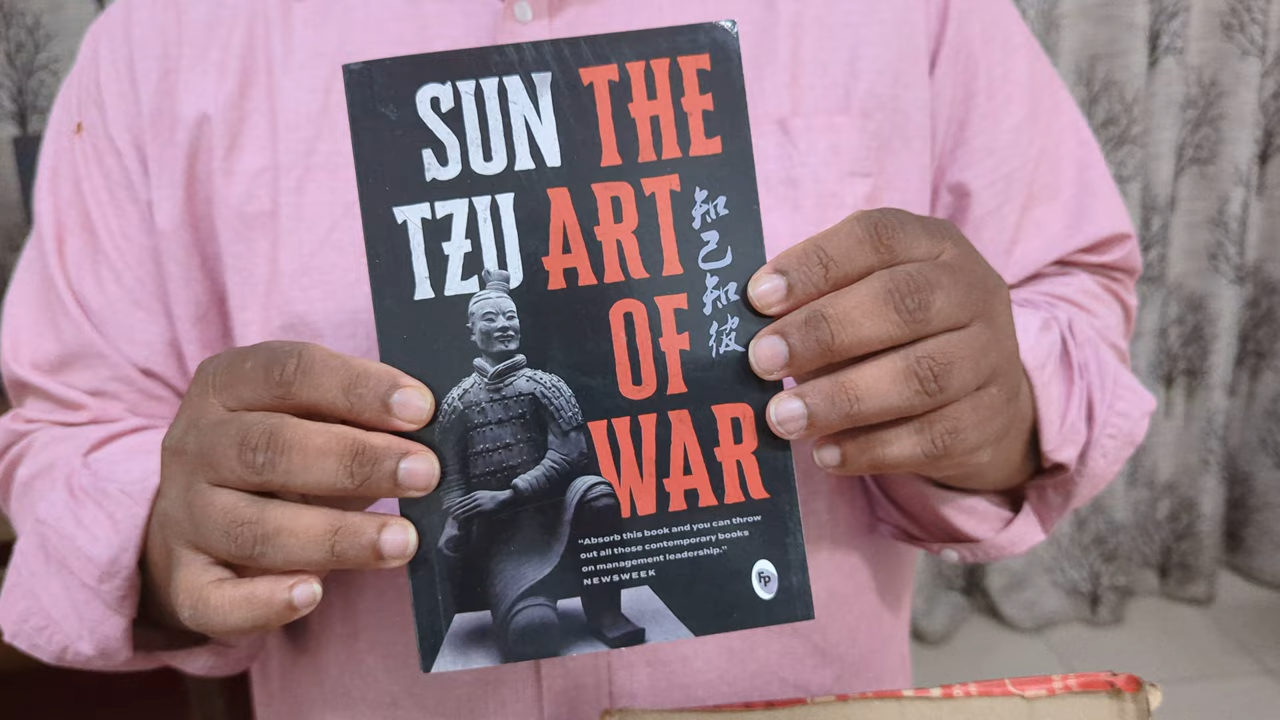 SUN
TZU
THE
ART
OF
WAR
知己知彼
“Absorb this book and you can throw
out all those contemporary books
on management leadership.”
NEWSWEEK
FP